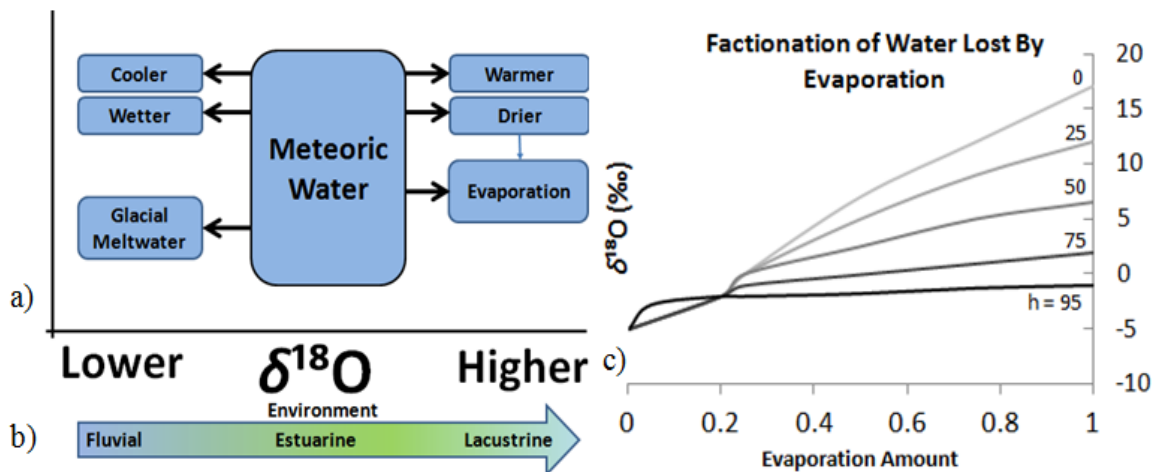 a)
Cooler
Wetter
Glacial
Meltwater
Meteoric
Water
Warmer
Drier
Evaporation
Lower
δ18O
Higher
b)
Environment
Fluvial
Estuarine
Lacustrine
c)
Factionation of Water Lost By
Evaporation
δ18O (‰)
0
25
50
75
h = 95
20
15
10
5
0
-5
-10
0
0.2
0.4
0.6
0.8
1
Evaporation Amount